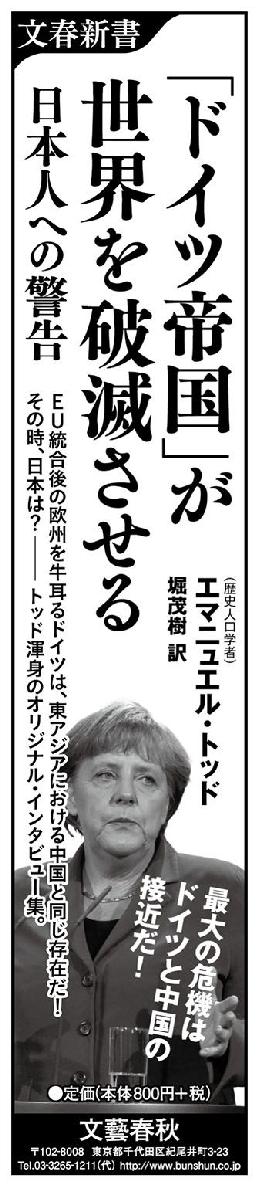 文春新書
「ドイツ帝国」が
世界を破滅させる
日本人への警告
（歴史人口学者）
エマニュエル・トッド
堀茂樹 訳
EU統合後の欧州を牛耳るドイツは、東アジアにおける中国と同じ存在だ！
その時、日本は？――トッド渾身のオリジナル・インタビュー集。
最大の危機は
ドイツと中国の
接近だ！
●定価（本体800円＋税）
文藝春秋
〒102-8008 東京都千代田区紀尾井町3-23
Tel.03-3265-1211（代） http://www.bunshun.co.jp